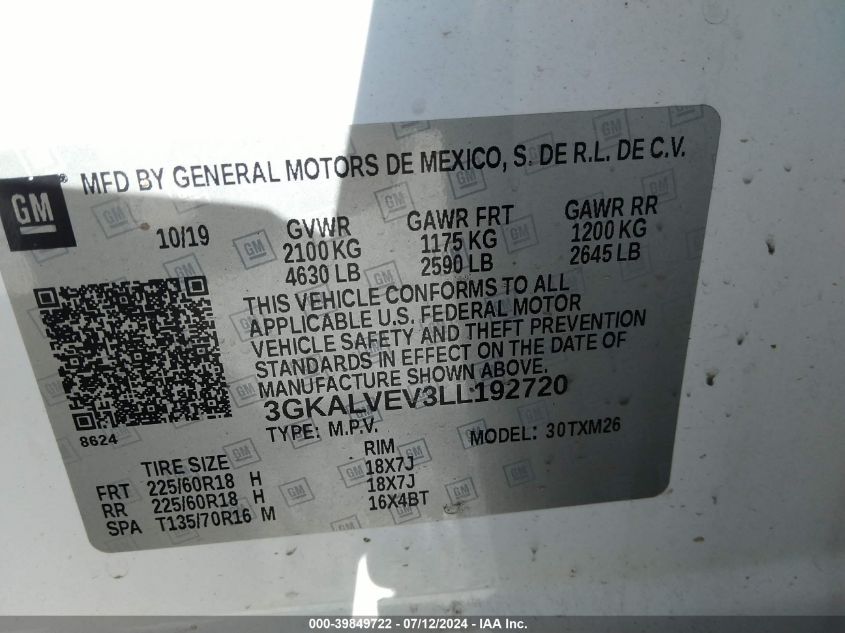 MFD BY GENERAL MOTORS DE MEXICO, S. DE R.L. DE C.V.
GM
10/19
GVWR GAWR FRT GAWR RR
2100 KG 1175 KG 1200 KG
4630 LB 2590 LB 2645 LB
THIS VEHICLE CONFORMS TO ALL
APPLICABLE U.S. FEDERAL MOTOR
VEHICLE SAFETY AND THEFT PREVENTION
STANDARDS IN EFFECT ON THE DATE OF
MANUFACTURE SHOWN ABOVE.
3GKALVEV3LL192720
8624
TYPE: M.P.V. MODEL: 30TXM26
TIRE SIZE RIM
FRT 225/60R18 H 18X7J
RR 225/60R18 H 18X7J
SPA T135/70R16 M 16X4BT
000-39849722 - 07/12/2024 - IAA Inc.